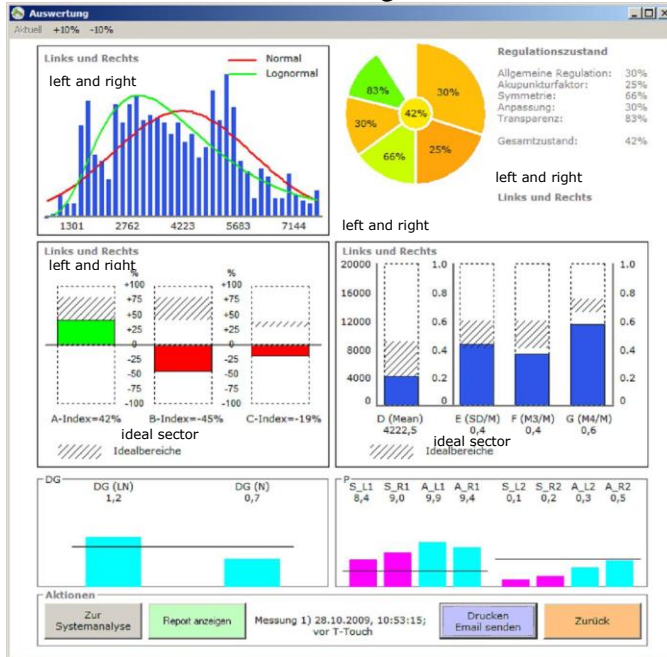 Auswertung
Aktuell +10% -10%
Links und Rechts
left and right
Normal
Lognormal
1301 2762 4223 5683 7144
83%
30%
42%
30%
66%
25%
Regulationszustand
Allgemeine Regulation: 30%
Akupunkturfaktor: 25%
Symmetrie: 66%
Anpassung: 30%
Transparenz: 83%
Gesamtzustand: 42%
left and right
Links und Rechts
left and right
Links und Rechts
left and right
% %
+100 +100
+75 +75
+50 +50
+25 +25
0 0
-25 -25
-50 -50
-75 -75
-100 -100
A-Index=42% B-Index=-45% C-Index=-19%
ideal sector
Idealbereiche
Links und Rechts
20000 1.0 1.0
16000 0.8 0.8
12000 0.6 0.6
8000 0.4 0.4
4000 0.2 0.2
0 0 0
D (Mean) E (SD/M) F (M3/M) G (M4/M)
4222,5 0,4 0,4 0,6
ideal sector
Idealbereiche
DG
DG (LN) DG (N)
1,2 0,7
P
S_L1 S_R1 A_L1 A_R1 S_L2 S_R2 A_L2 A_R2
8,4 9,0 9,9 9,4 0,1 0,2 0,3 0,5
Aktionen
Zur
Systemanalyse
Report anzeigen
Messung 1) 28.10.2009, 10:53:15;
vor T-Touch
Drucken
Email senden
Zurück